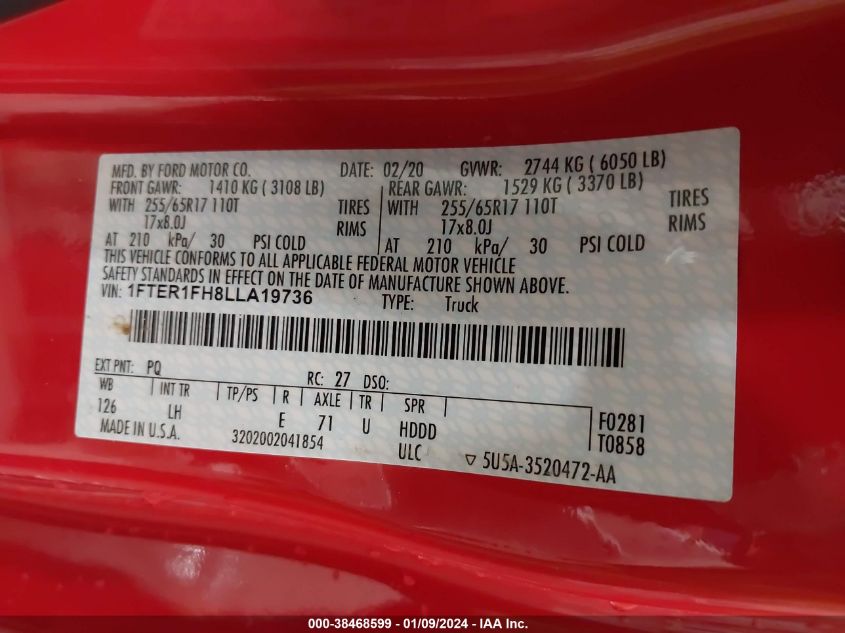 MFD. BY FORD MOTOR CO. DATE: 02/20 GVWR: 2744 KG ( 6050 LB)
FRONT GAWR: 1410 KG ( 3108 LB) REAR GAWR: 1529 KG ( 3370 LB)
WITH 255/65R17 110T TIRES WITH 255/65R17 110T TIRES
17x8.0J RIMS 17x8.0J RIMS
AT 210 kPa/ 30 PSI COLD AT 210 kPa/ 30 PSI COLD
THIS VEHICLE CONFORMS TO ALL APPLICABLE FEDERAL MOTOR VEHICLE
SAFETY STANDARDS IN EFFECT ON THE DATE OF MANUFACTURE SHOWN ABOVE.
VIN: 1FTER1FH8LLA19736 TYPE: Truck
EXT PNT: PQ RC: 27 DSO:
WB INT TR TP/PS R AXLE TR SPR
126 LH E 71 U HDDD F0281
MADE IN U.S.A. 3202002041854 ULC T0858
5U5A-3520472-AA
000-38468599 - 01/09/2024 - IAA Inc.